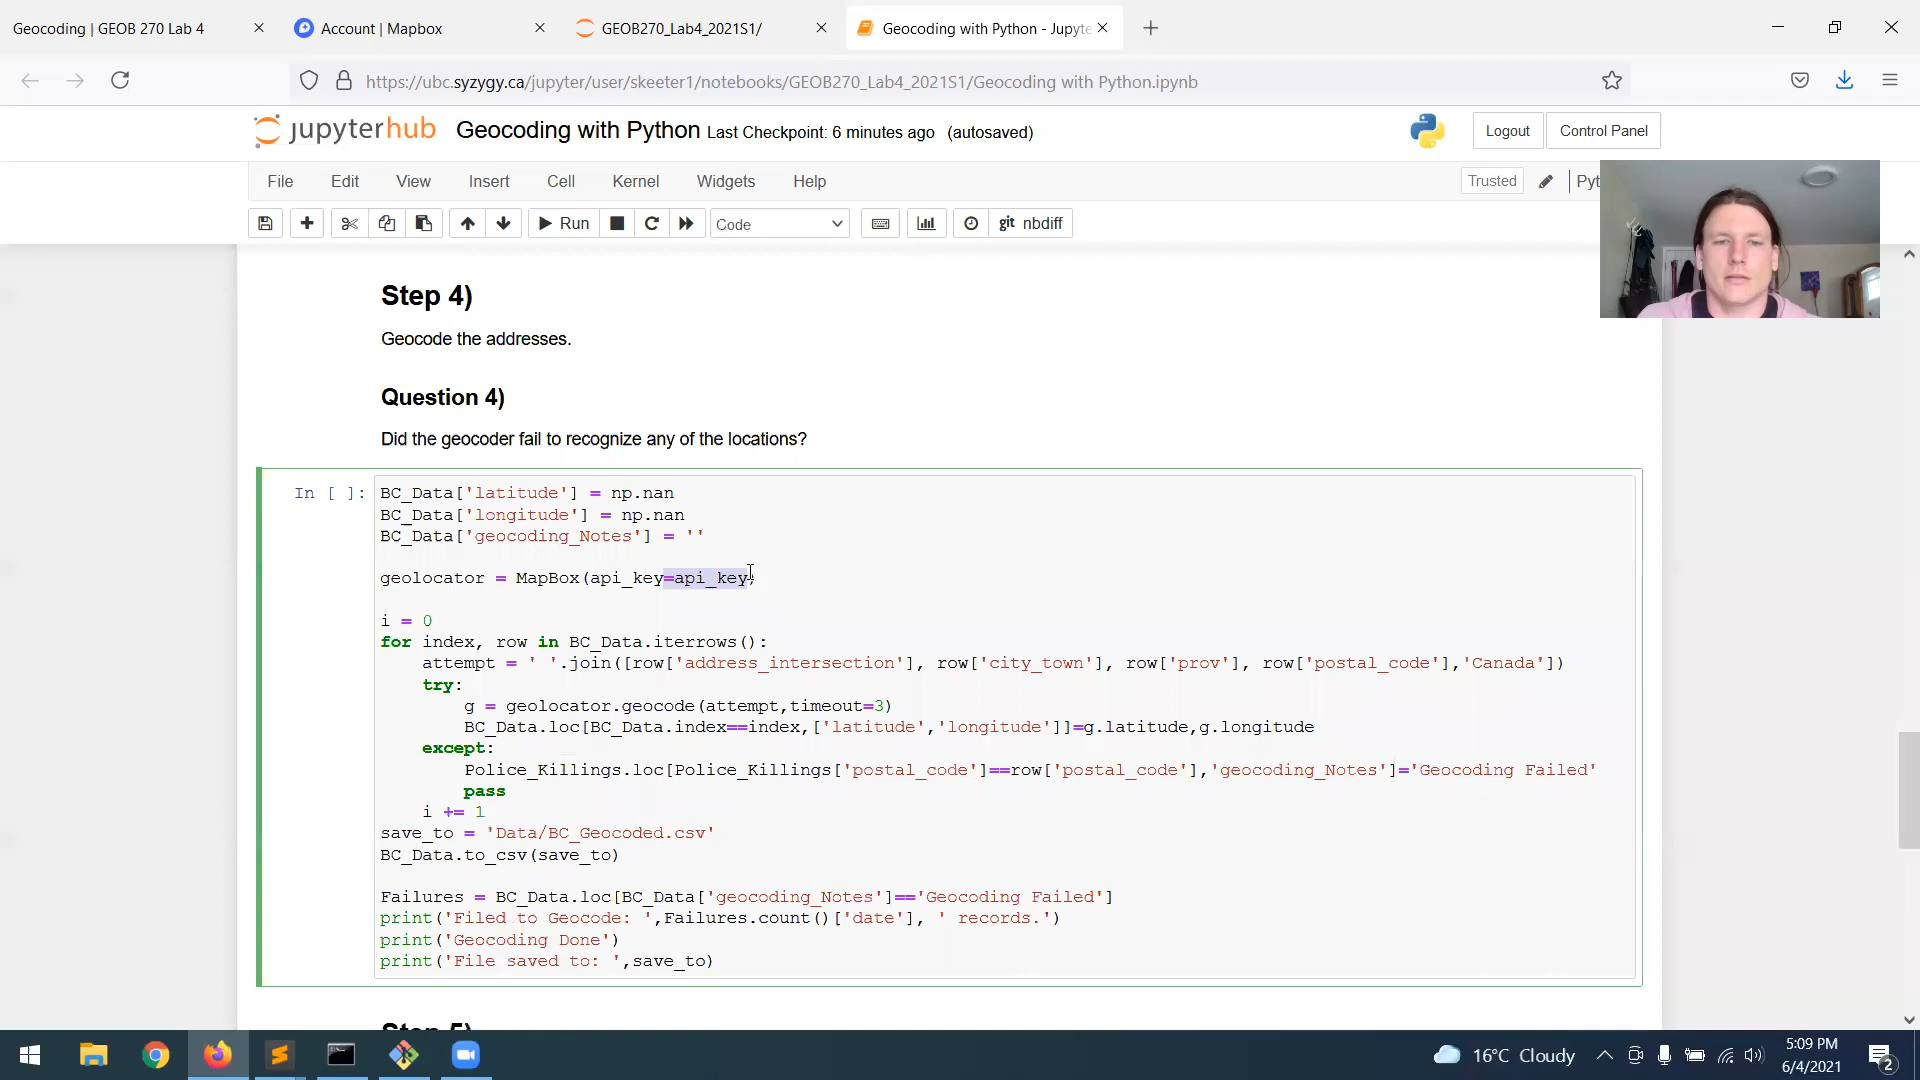 Geocoding | GEOB 270 Lab 4
Account | Mapbox
GEOB270_Lab4_2021S1/
Geocoding with Python - Jupyte
https://ubc.syzygy.ca/jupyter/user/skeeter1/notebooks/GEOB270_Lab4_2021S1/Geocoding with Python.ipynb
jupyterhub
Geocoding with Python Last Checkpoint: 6 minutes ago (autosaved)
Logout
Control Panel
File Edit View Insert Cell Kernel Widgets Help
Trusted
Pyt
Run
Code
git nbdiff
Step 4)
Geocode the addresses.
Question 4)
Did the geocoder fail to recognize any of the locations?
In [ ]:
BC_Data['latitude'] = np.nan
BC_Data['longitude'] = np.nan
BC_Data['geocoding_Notes'] = ''
geolocator = MapBox(api_key=api_key)
i = 0
for index, row in BC_Data.iterrows():
    attempt = ' '.join([row['address_intersection'], row['city_town'], row['prov'], row['postal_code'],'Canada'])
    try:
        g = geolocator.geocode(attempt,timeout=3)
        BC_Data.loc[BC_Data.index==index,['latitude','longitude']]=g.latitude,g.longitude
    except:
        Police_Killings.loc[Police_Killings['postal_code']==row['postal_code'],'geocoding_Notes']='Geocoding Failed'
        pass
    i += 1
save_to = 'Data/BC_Geocoded.csv'
BC_Data.to_csv(save_to)
Failures = BC_Data.loc[BC_Data['geocoding_Notes']=='Geocoding Failed']
print('Filed to Geocode: ',Failures.count()['date'], ' records.')
print('Geocoding Done')
print('File saved to: ',save_to)
Step 5)
16°C Cloudy
5:09 PM
6/4/2021
2